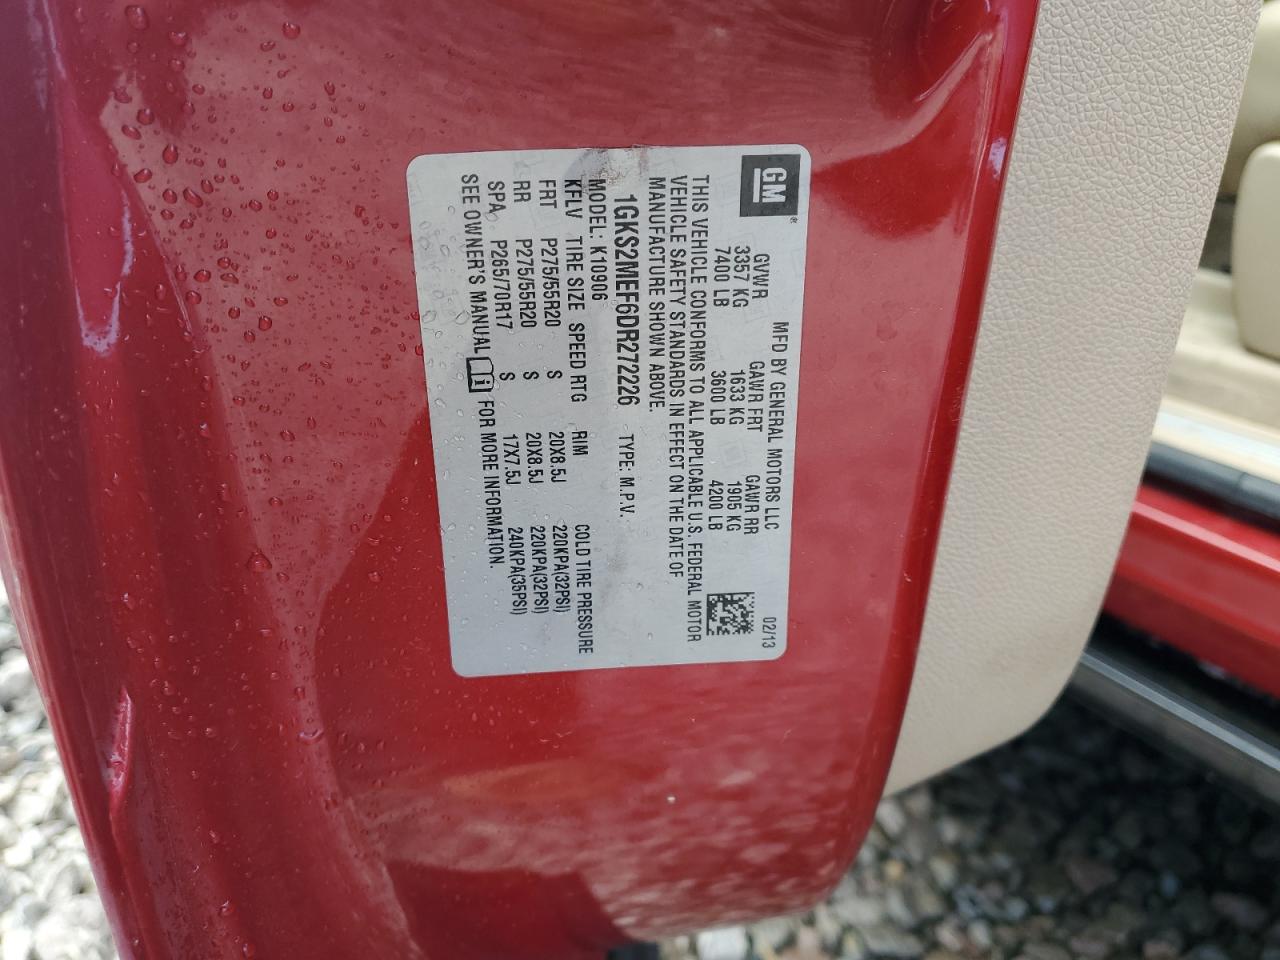 GM®
MFD BY GENERAL MOTORS LLC 02/13
GVWR GAWR FRT GAWR RR
3357 KG 1633 KG 1905 KG
7400 LB 3600 LB 4200 LB
THIS VEHICLE CONFORMS TO ALL APPLICABLE U.S. FEDERAL MOTOR
VEHICLE SAFETY STANDARDS IN EFFECT ON THE DATE OF
MANUFACTURE SHOWN ABOVE.
1GKS2MEF6DR272226 TYPE: M.P.V.
MODEL: K10906
KFLV TIRE SIZE SPEED RTG RIM COLD TIRE PRESSURE
FRT P275/55R20 S 20X8.5J 220KPA(32PSI)
RR P275/55R20 S 20X8.5J 220KPA(32PSI)
SPA P265/70R17 S 17X7.5J 240KPA(35PSI)
SEE OWNER'S MANUAL i FOR MORE INFORMATION.